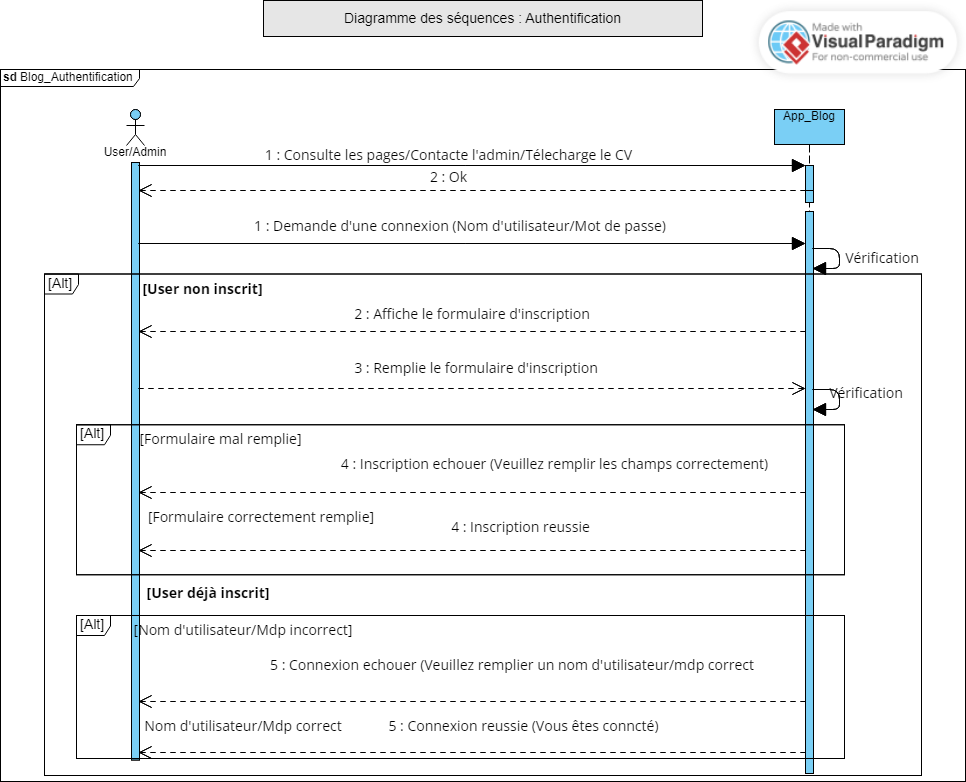 Diagramme des séquences : Authentification
Made with
VisualParadigm
For non-commercial use
sd Blog_Authentification
User/Admin
App_Blog
1 : Consulte les pages/Contacte l'admin/Télecharge le CV
2 : Ok
1 : Demande d'une connexion (Nom d'utilisateur/Mot de passe)
Vérification
[Alt]
[User non inscrit]
2 : Affiche le formulaire d'inscription
3 : Remplie le formulaire d'inscription
Vérification
[Alt]
[Formulaire mal remplie]
4 : Inscription echouer (Veuillez remplir les champs correctement)
[Formulaire correctement remplie]
4 : Inscription reussie
[User déjà inscrit]
[Alt]
[Nom d'utilisateur/Mdp incorrect]
5 : Connexion echouer (Veuillez remplier un nom d'utilisateur/mdp correct
Nom d'utilisateur/Mdp correct
5 : Connexion reussie (Vous êtes conncté)